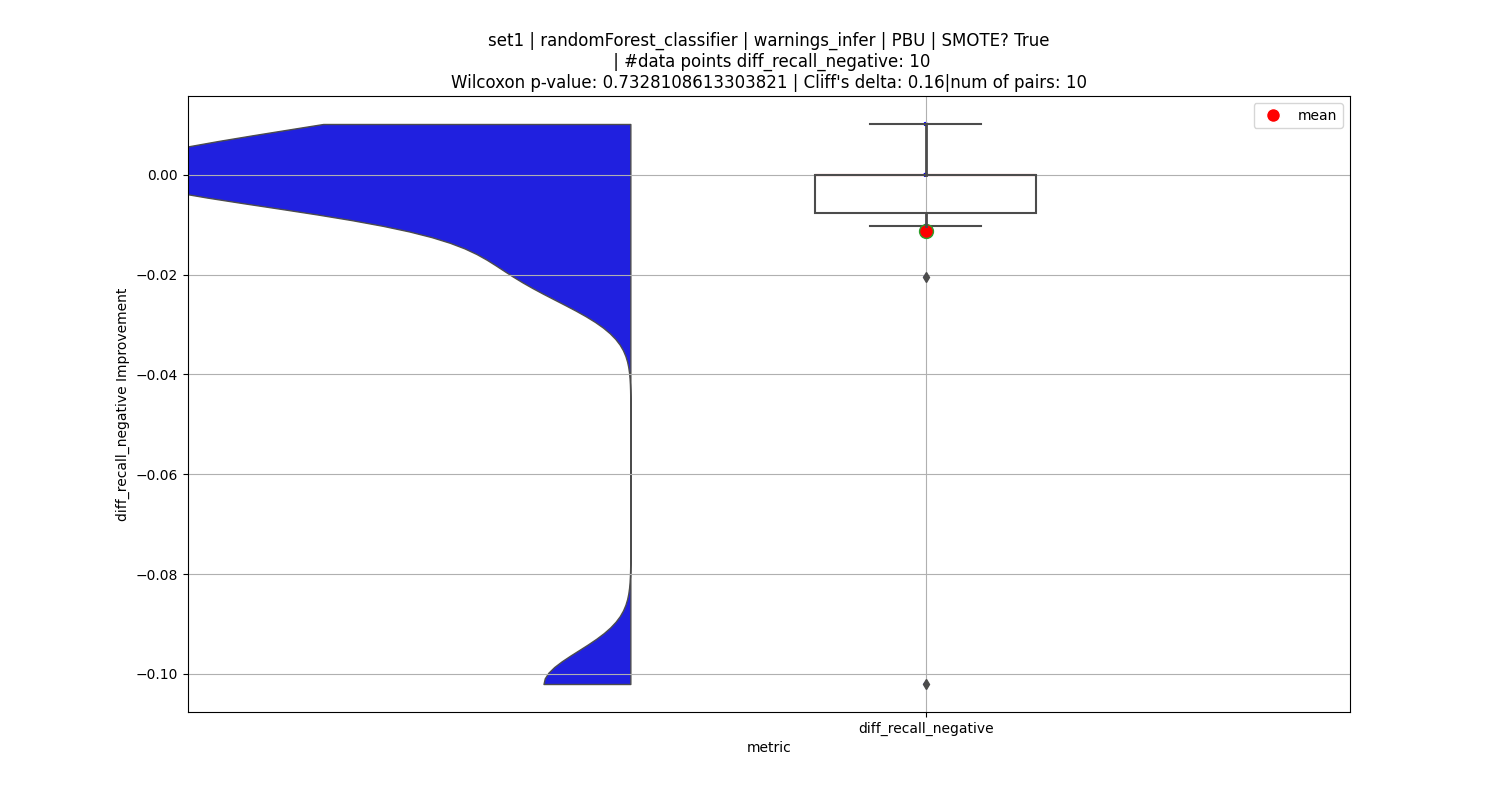 set1 | randomForest_classifier | warnings_infer | PBU | SMOTE? True
| #data points diff_recall_negative: 10
Wilcoxon p-value: 0.7328108613303821 | Cliff's delta: 0.16|num of pairs: 10
mean
0.00
−0.02
−0.04
−0.06
−0.08
−0.10
diff_recall_negative Improvement
diff_recall_negative
metric